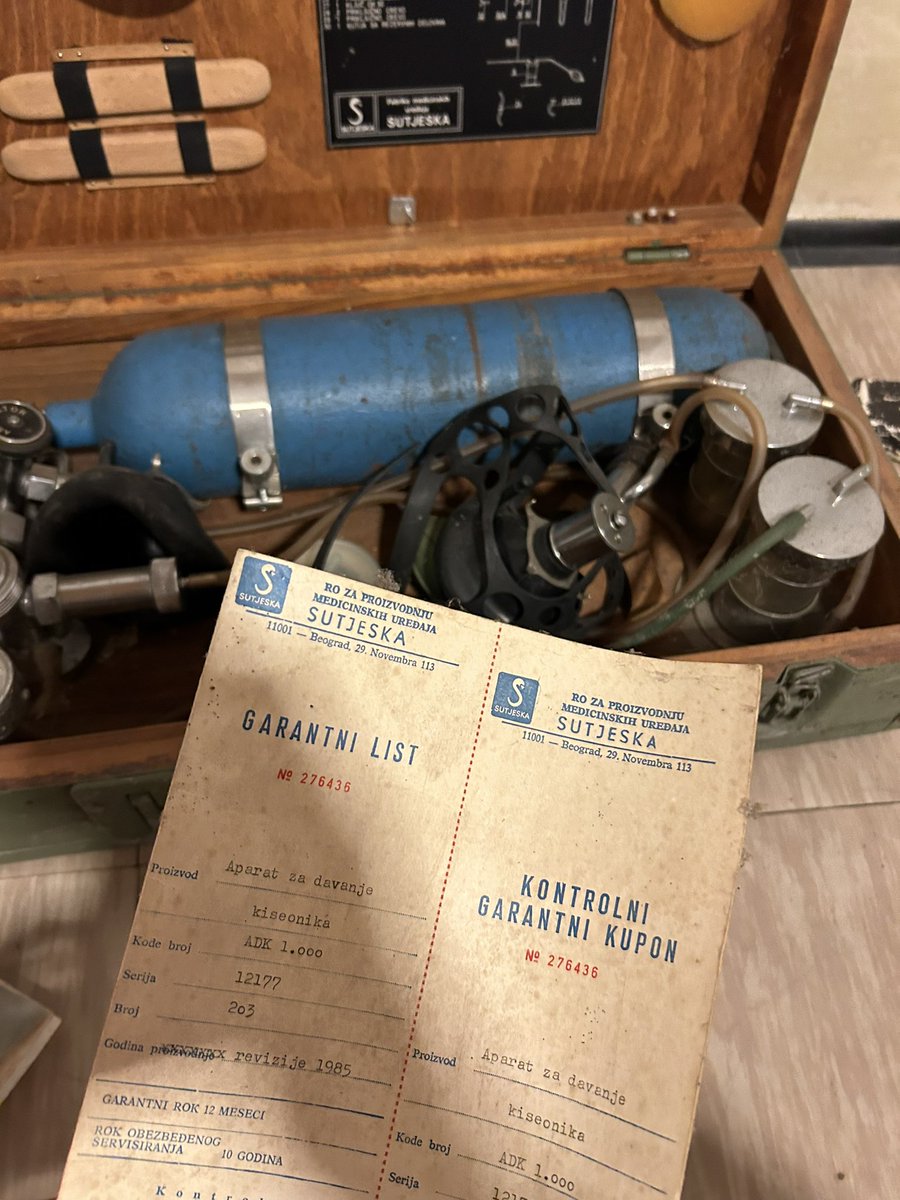 Fabrika medicinskih
uređaja
SUTJESKA
SUTJESKA
SUTJESKA
RO ZA PROIZVODNJU
MEDICINSKIH UREĐAJA
SUTJESKA
11001 — Beograd, 29. Novembra 113
GARANTNI LIST
№ 276436
Proizvod Aparat za davanje
kiseonika
Kode broj ADK 1.ooo
Serija 12177
Broj 2o3
Godina proizvodnje revizije 1985
GARANTNI ROK 12 MESECI
ROK OBEZBEĐENOG
SERVISIRANJA 10 GODINA
SUTJESKA
RO ZA PROIZVODNJU
MEDICINSKIH UREĐAJA
SUTJESKA
11001 — Beograd, 29. Novembra 113
KONTROLNI
GARANTNI KUPON
№ 276436
Proizvod Aparat za davanje
kiseonika
Kode broj ADK 1.ooo
Serija